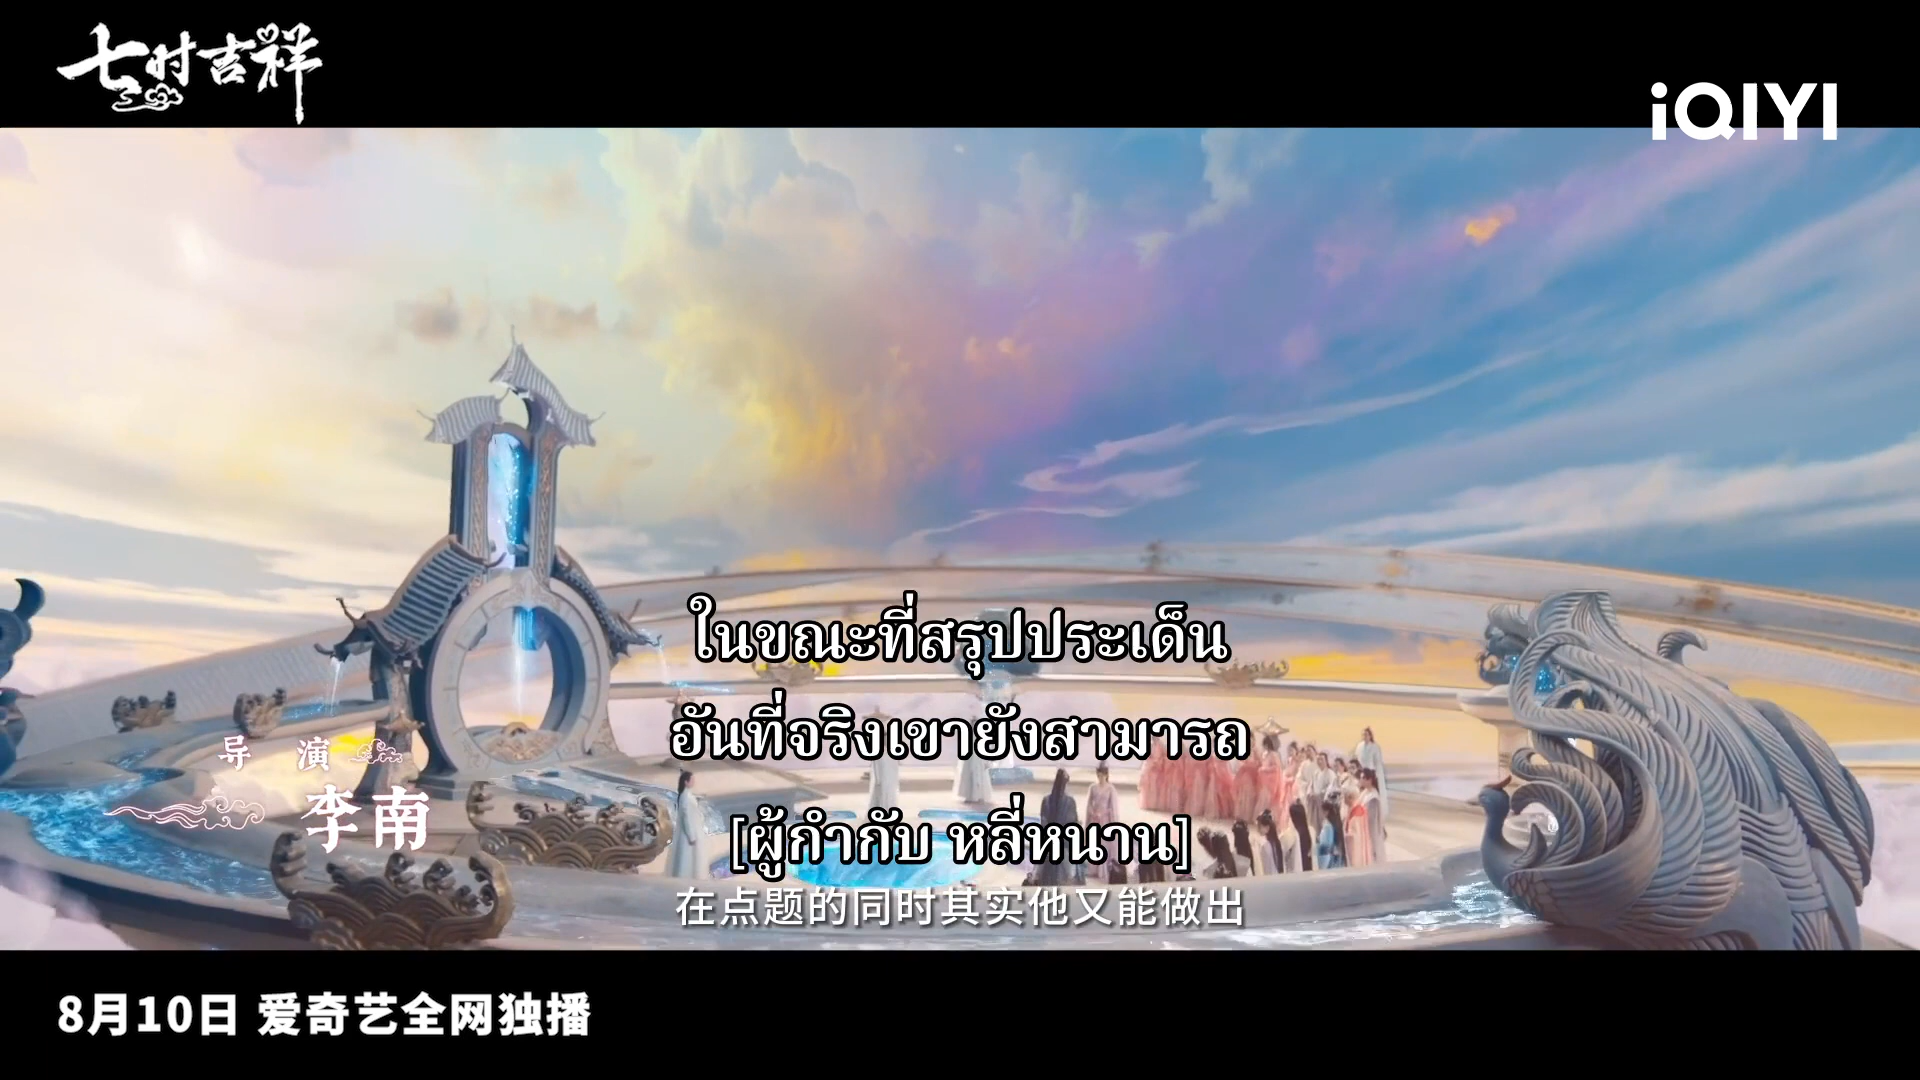 七时吉祥
iQIYI
ในขณะที่สรุปประเด็น
อันที่จริงเขายังสามารถ
导 演
李南
[ผู้กำกับ หลี่หนาน]
在点题的同时其实他又能做出
8月10日 爱奇艺全网独播